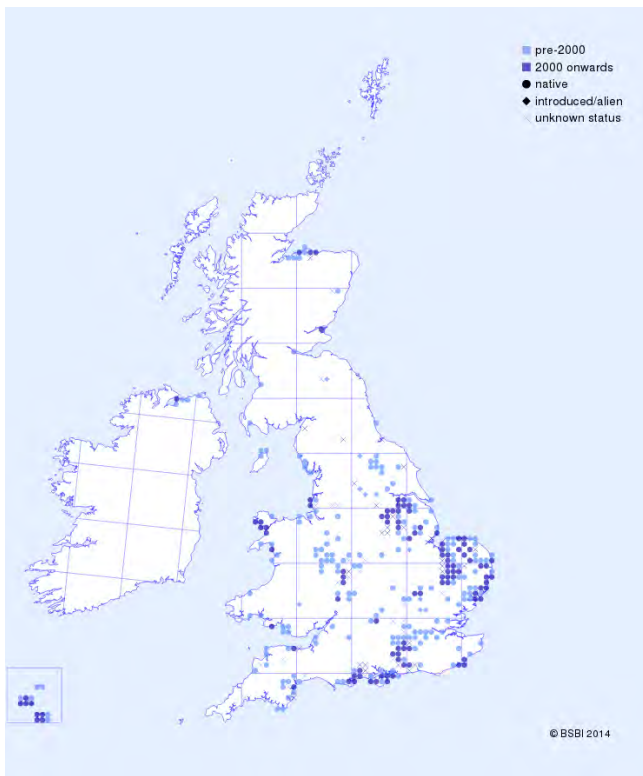 pre-2000
2000 onwards
native
introduced/alien
unknown status
© BSBI 2014